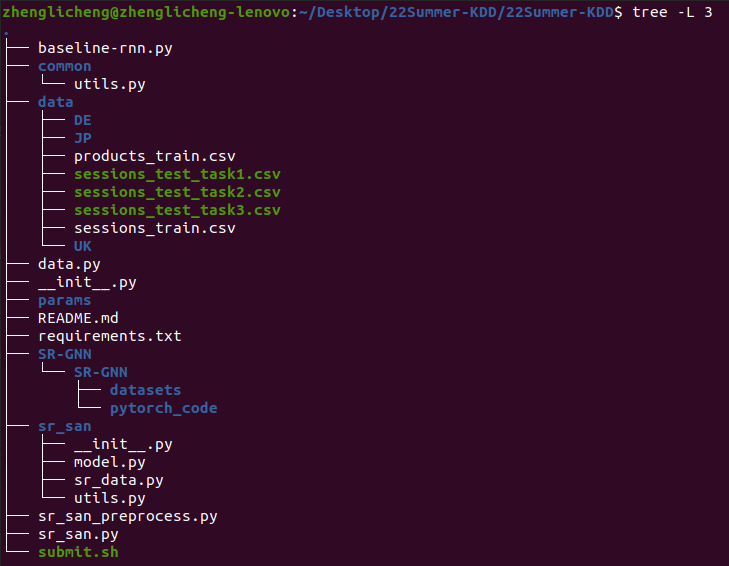 zhenglicheng@zhenglicheng-lenovo:~/Desktop/22Summer-KDD/22Summer-KDD$ tree -L 3
.
├── baseline-rnn.py
├── common
│   └── utils.py
├── data
│   ├── DE
│   ├── JP
│   ├── products_train.csv
│   ├── sessions_test_task1.csv
│   ├── sessions_test_task2.csv
│   ├── sessions_test_task3.csv
│   ├── sessions_train.csv
│   └── UK
├── data.py
├── __init__.py
├── params
├── README.md
├── requirements.txt
├── SR-GNN
│   └── SR-GNN
│       ├── datasets
│       └── pytorch_code
├── sr_san
│   ├── __init__.py
│   ├── model.py
│   ├── sr_data.py
│   └── utils.py
├── sr_san_preprocess.py
├── sr_san.py
└── submit.sh